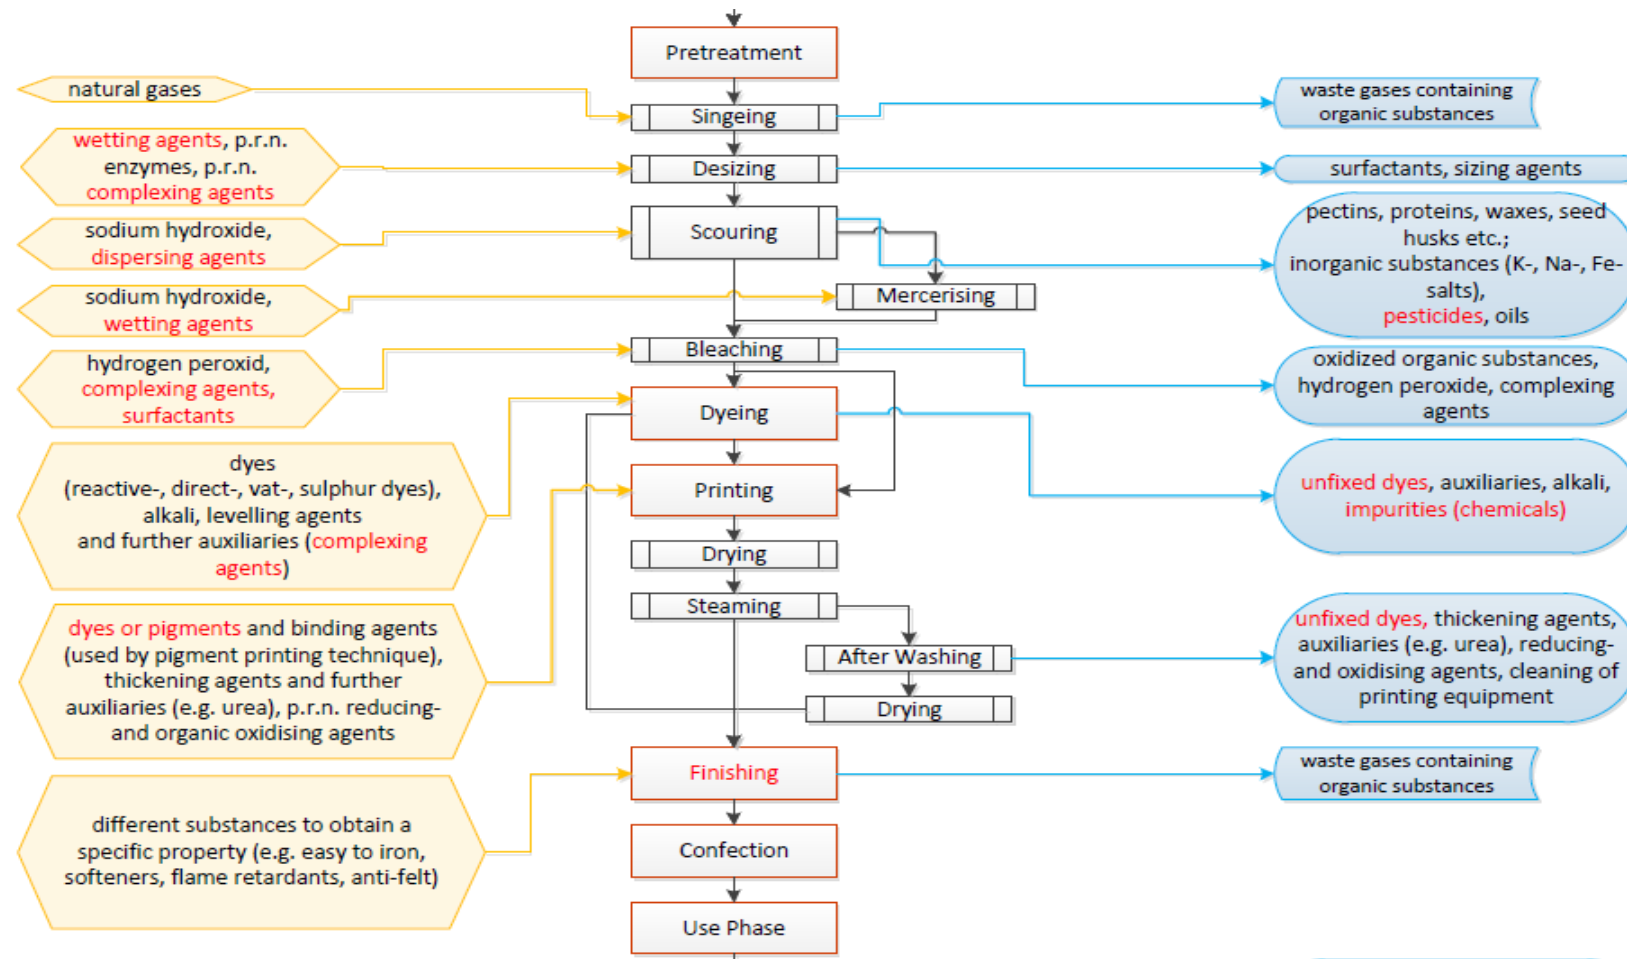 Pretreatment
natural gases
Singeing
waste gases containing
organic substances
wetting agents, p.r.n.
enzymes, p.r.n.
complexing agents
Desizing
surfactants, sizing agents
sodium hydroxide,
dispersing agents
Scouring
pectins, proteins, waxes, seed
husks etc.;
inorganic substances (K-, Na-, Fe-
salts),
pesticides, oils
sodium hydroxide,
wetting agents
Mercerising
hydrogen peroxid,
complexing agents,
surfactants
Bleaching
oxidized organic substances,
hydrogen peroxide, complexing
agents
dyes
(reactive-, direct-, vat-, sulphur dyes),
alkali, levelling agents
and further auxiliaries (complexing
agents)
Dyeing
unfixed dyes, auxiliaries, alkali,
impurities (chemicals)
dyes or pigments and binding agents
(used by pigment printing technique),
thickening agents and further
auxiliaries (e.g. urea), p.r.n. reducing-
and organic oxidising agents
Printing
Drying
Steaming
After Washing
unfixed dyes, thickening agents,
auxiliaries (e.g. urea), reducing-
and oxidising agents, cleaning of
printing equipment
Drying
different substances to obtain a
specific property (e.g. easy to iron,
softeners, flame retardants, anti-felt)
Finishing
waste gases containing
organic substances
Confection
Use Phase